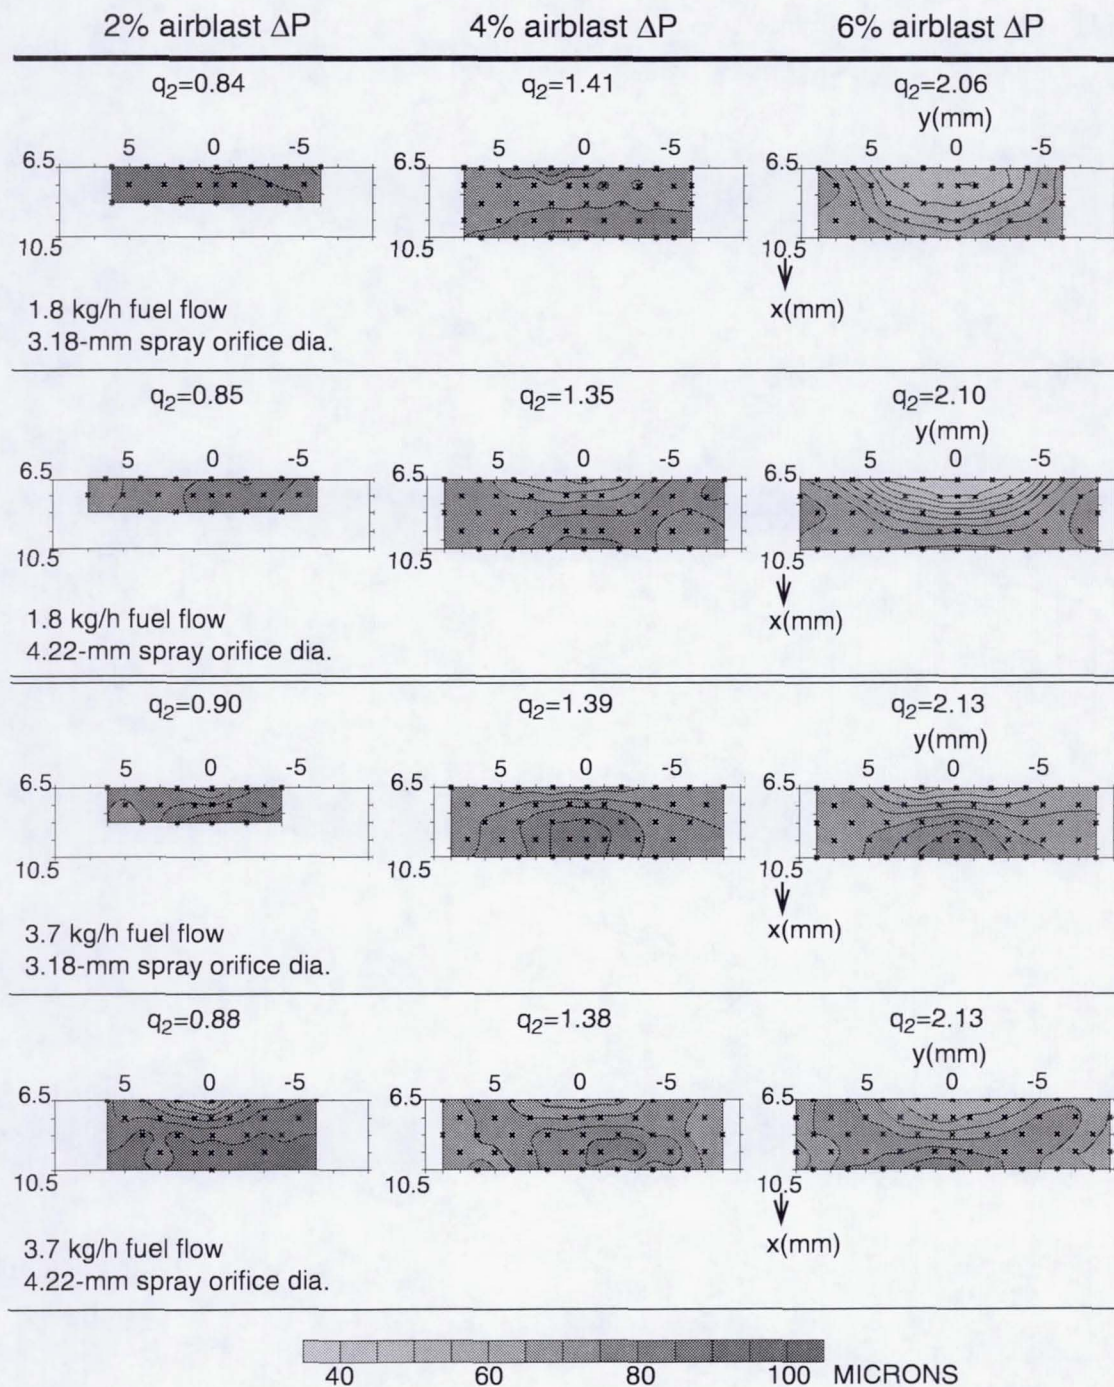 2% airblast ΔP 4% airblast ΔP 6% airblast ΔP
q2=0.84 q2=1.41 q2=2.06
y(mm)
5 0 -5 5 0 -5 5 0 -5
6.5 6.5 6.5
10.5 10.5 10.5
x(mm)
1.8 kg/h fuel flow
3.18-mm spray orifice dia.
q2=0.85 q2=1.35 q2=2.10
y(mm)
5 0 -5 5 0 -5 5 0 -5
6.5 6.5 6.5
10.5 10.5 10.5
x(mm)
1.8 kg/h fuel flow
4.22-mm spray orifice dia.
q2=0.90 q2=1.39 q2=2.13
y(mm)
5 0 -5 5 0 -5 5 0 -5
6.5 6.5 6.5
10.5 10.5 10.5
x(mm)
3.7 kg/h fuel flow
3.18-mm spray orifice dia.
q2=0.88 q2=1.38 q2=2.13
y(mm)
5 0 -5 5 0 -5 5 0 -5
6.5 6.5 6.5
10.5 10.5 10.5
x(mm)
3.7 kg/h fuel flow
4.22-mm spray orifice dia.
40 60 80 100 MICRONS